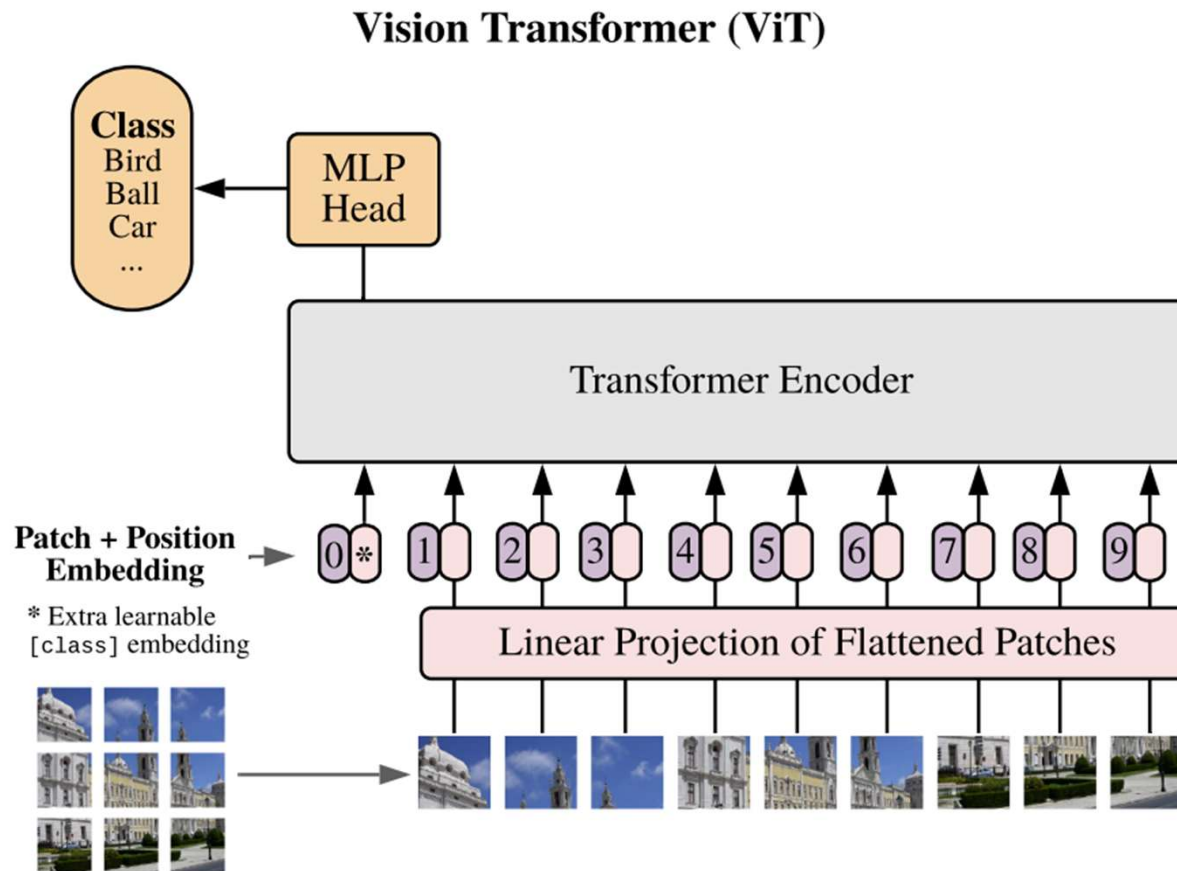 Vision Transformer (ViT)
Class
Bird
Ball
Car
...
MLP
Head
Transformer Encoder
Patch + Position
Embedding
0 * 1 2 3 4 5 6 7 8 9
* Extra learnable
[class] embedding
Linear Projection of Flattened Patches